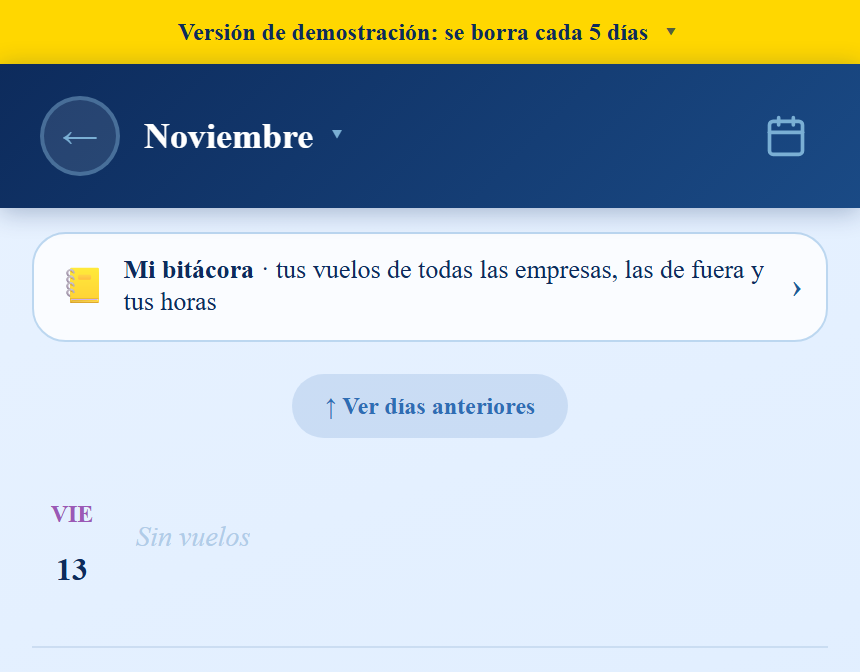 Versión de demostración: se borra cada 5 días ▼
← Noviembre ▼
Mi bitácora · tus vuelos de todas las empresas, las de fuera y
tus horas ›
↑ Ver días anteriores
VIE
Sin vuelos
13